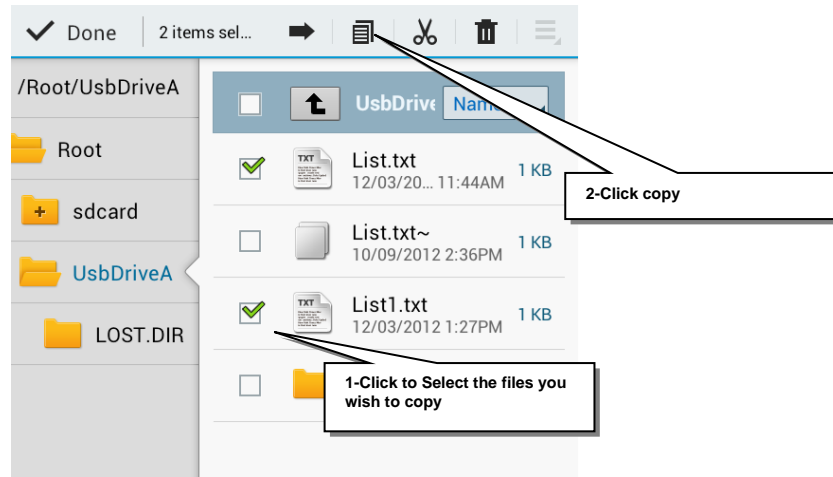 Done
2 items sel...
/Root/UsbDriveA
UsbDrive
Root
List.txt
12/03/20... 11:44AM
1 KB
2-Click copy
sdcard
List.txt~
10/09/2012 2:36PM
1 KB
UsbDriveA
List1.txt
12/03/2012 1:27PM
1 KB
LOST.DIR
1-Click to Select the files you
wish to copy
TXT
TXT